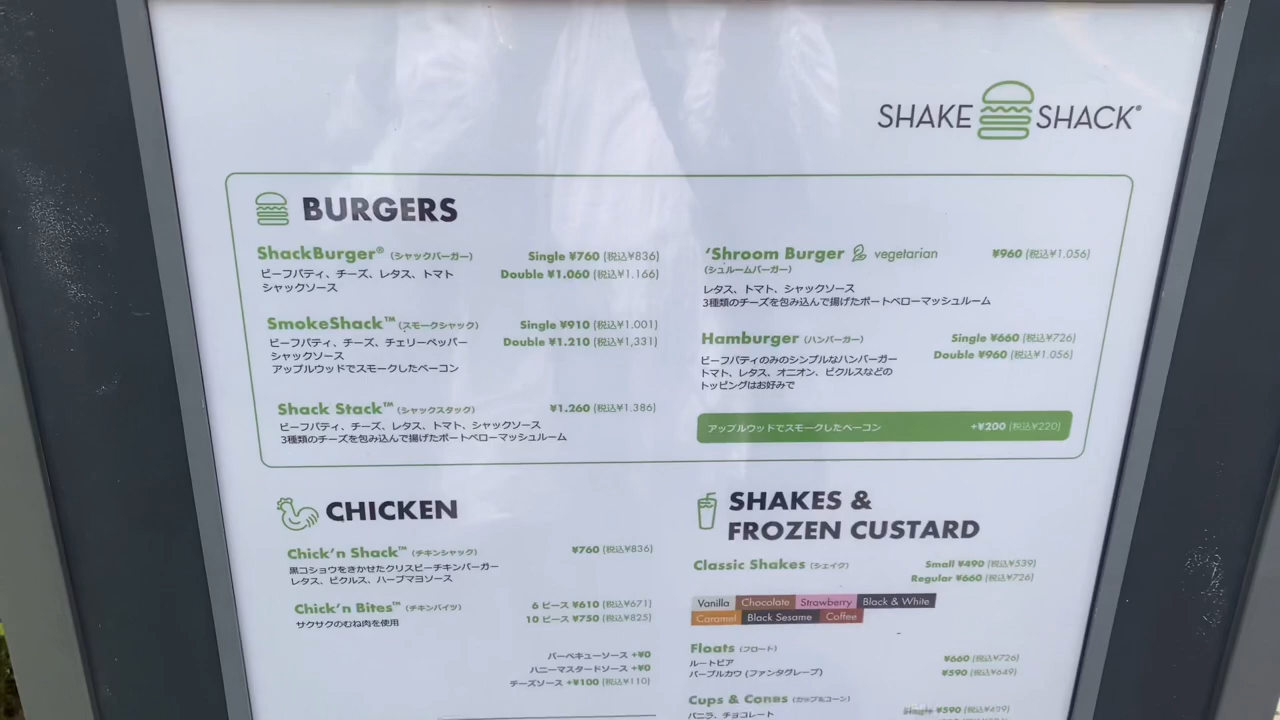 SHAKE SHACK®
BURGERS
ShackBurger® (シャックバーガー) Single ¥760 (税込¥836)
ビーフパティ、チーズ、レタス、トマト Double ¥1.060 (税込¥1.166)
シャックソース
SmokeShack™ (スモークシャック) Single ¥910 (税込¥1.001)
ビーフパティ、チーズ、チェリーペッパー Double ¥1.210 (税込¥1,331)
シャックソース
アップルウッドでスモークしたベーコン
Shack Stack™ (シャックスタック) ¥1.260 (税込¥1.386)
ビーフパティ、チーズ、レタス、トマト、シャックソース
3種類のチーズを包み込んで揚げたポートベローマッシュルーム
'Shroom Burger vegetarian ¥960 (税込¥1.056)
(シュルームバーガー)
レタス、トマト、シャックソース
3種類のチーズを包み込んで揚げたポートベローマッシュルーム
Hamburger (ハンバーガー) Single ¥660 (税込¥726)
Double ¥960 (税込¥1.056)
ビーフパティのみのシンプルなハンバーガー
トマト、レタス、オニオン、ピクルスなどの
トッピングはお好みで
アップルウッドでスモークしたベーコン +¥200 (税込¥220)
CHICKEN
Chick'n Shack™ (チキンシャック) ¥760 (税込¥836)
黒コショウをきかせたクリスピーチキンバーガー
レタス、ピクルス、ハーブマヨソース
Chick'n Bites™ (チキンバイツ) 6 ピース ¥610 (税込¥671)
サクサクのむね肉を使用 10 ピース ¥750 (税込¥825)
バーベキューソース +¥0
ハニーマスタードソース +¥0
チーズソース +¥100 (税込¥110)
SHAKES &
FROZEN CUSTARD
Classic Shakes (シェイク) Small ¥490 (税込¥539)
Regular ¥660 (税込¥726)
Vanilla Chocolate Strawberry Black & White
Caramel Black Sesame Coffee
Floats (フロート)
ルートビア ¥660 (税込¥726)
パープルカウ (ファンタグレープ) ¥590 (税込¥649)
Cups & Cones (カップ&コーン)
バニラ、チョコレート Single